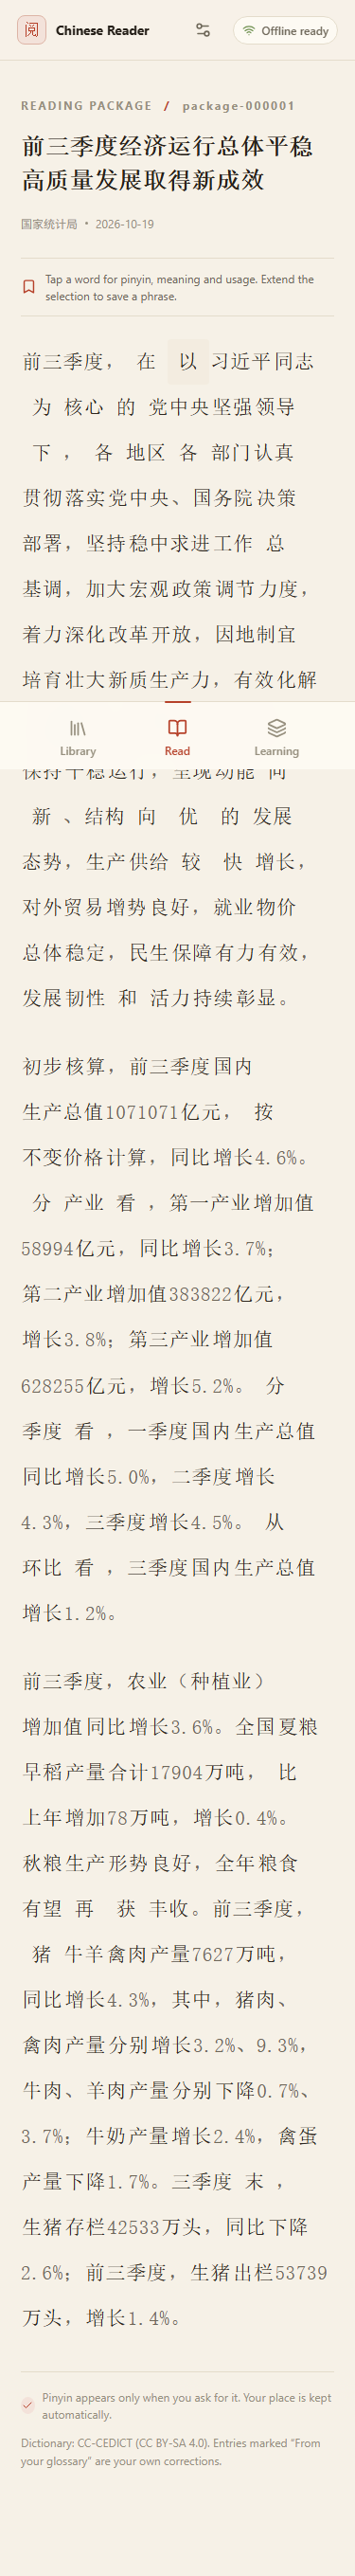 阅 Chinese Reader Offline ready
READING PACKAGE / package-000001
前三季度经济运行总体平稳
高质量发展取得新成效
国家统计局 • 2026-10-19
Tap a word for pinyin, meaning and usage. Extend the
selection to save a phrase.
前三季度， 在 以 习近平同志
为 核心 的 党中央坚强领导
下 ， 各 地区 各 部门认真
贯彻落实党中央、国务院决策
部署，坚持稳中求进工作 总
基调，加大宏观政策调节力度，
着力深化改革开放，因地制宜
培育壮大新质生产力，有效化解
Library Read Learning
保持平稳运行，呈现动能 向
新 、结构 向 优 的 发展
态势，生产供给 较 快 增长，
对外贸易增势良好，就业物价
总体稳定，民生保障有力有效，
发展韧性 和 活力持续彰显。
初步核算，前三季度国内
生产总值1071071亿元， 按
不变价格计算，同比增长4.6%。
分 产业 看 ，第一产业增加值
58994亿元，同比增长3.7%；
第二产业增加值383822亿元，
增长3.8%；第三产业增加值
628255亿元，增长5.2%。 分
季度 看 ，一季度国内生产总值
同比增长5.0%，二季度增长
4.3%，三季度增长4.5%。 从
环比 看 ，三季度国内生产总值
增长1.2%。
前三季度，农业（种植业）
增加值同比增长3.6%。全国夏粮
早稻产量合计17904万吨， 比
上年增加78万吨，增长0.4%。
秋粮生产形势良好，全年粮食
有望 再 获 丰收。前三季度，
猪 牛羊禽肉产量7627万吨，
同比增长4.3%，其中，猪肉、
禽肉产量分别增长3.2%、9.3%，
牛肉、羊肉产量分别下降0.7%、
3.7%；牛奶产量增长2.4%，禽蛋
产量下降1.7%。三季度 末 ，
生猪存栏42533万头，同比下降
2.6%；前三季度，生猪出栏53739
万头，增长1.4%。
Pinyin appears only when you ask for it. Your place is kept
automatically.
Dictionary: CC-CEDICT (CC BY-SA 4.0). Entries marked "From
your glossary" are your own corrections.